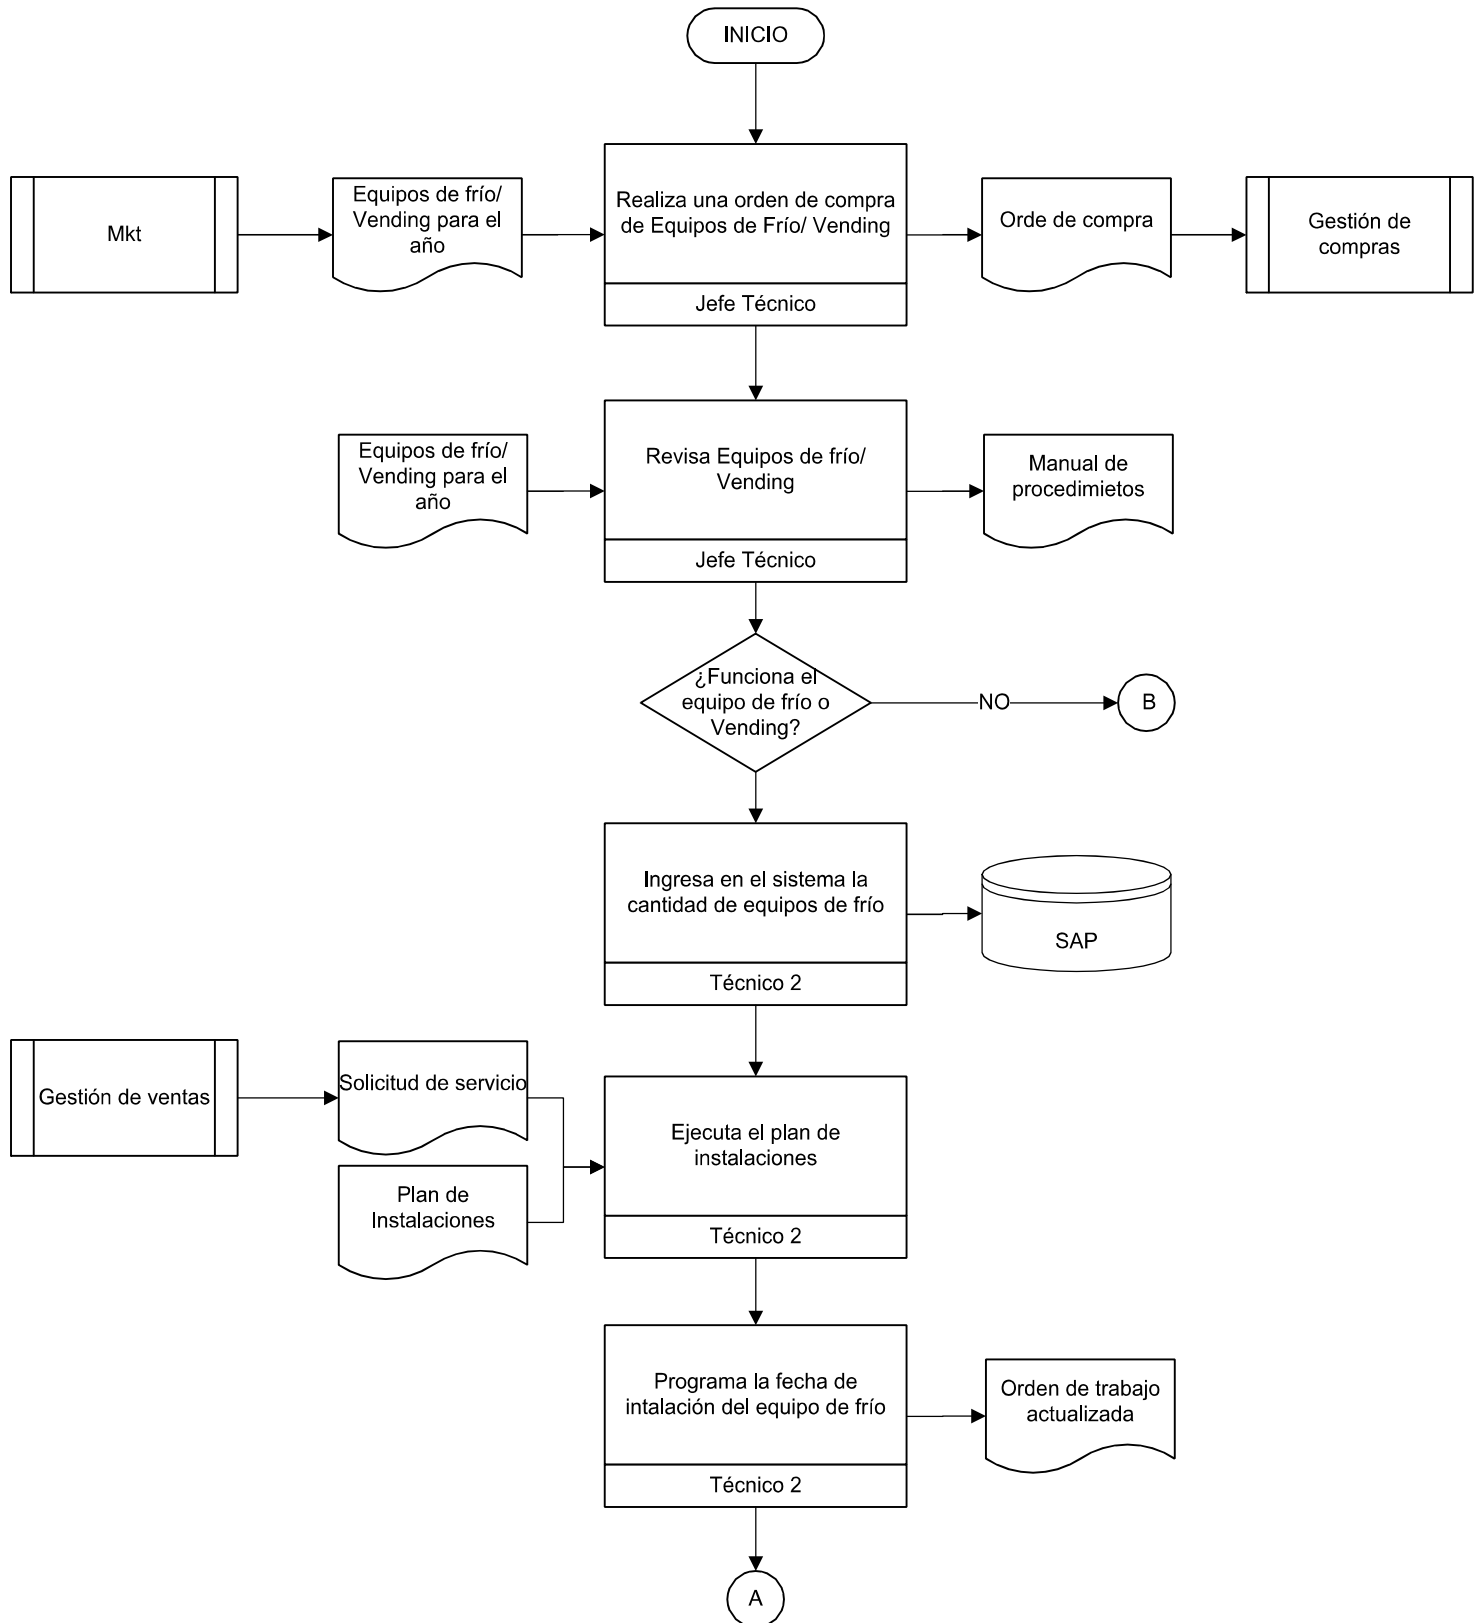 INICIO
Mkt
Equipos de frío/
Vending para el
año
Realiza una orden de compra
de Equipos de Frío/ Vending
Jefe Técnico
Orde de compra
Gestión de
compras
Equipos de frío/
Vending para el
año
Revisa Equipos de frío/
Vending
Jefe Técnico
Manual de
procedimietos
¿Funciona el
equipo de frío o
Vending?
NO
B
Ingresa en el sistema la
cantidad de equipos de frío
Técnico 2
SAP
Gestión de ventas
Solicitud de servicio
Plan de
Instalaciones
Ejecuta el plan de
instalaciones
Técnico 2
Programa la fecha de
intalación del equipo de frío
Técnico 2
Orden de trabajo
actualizada
A